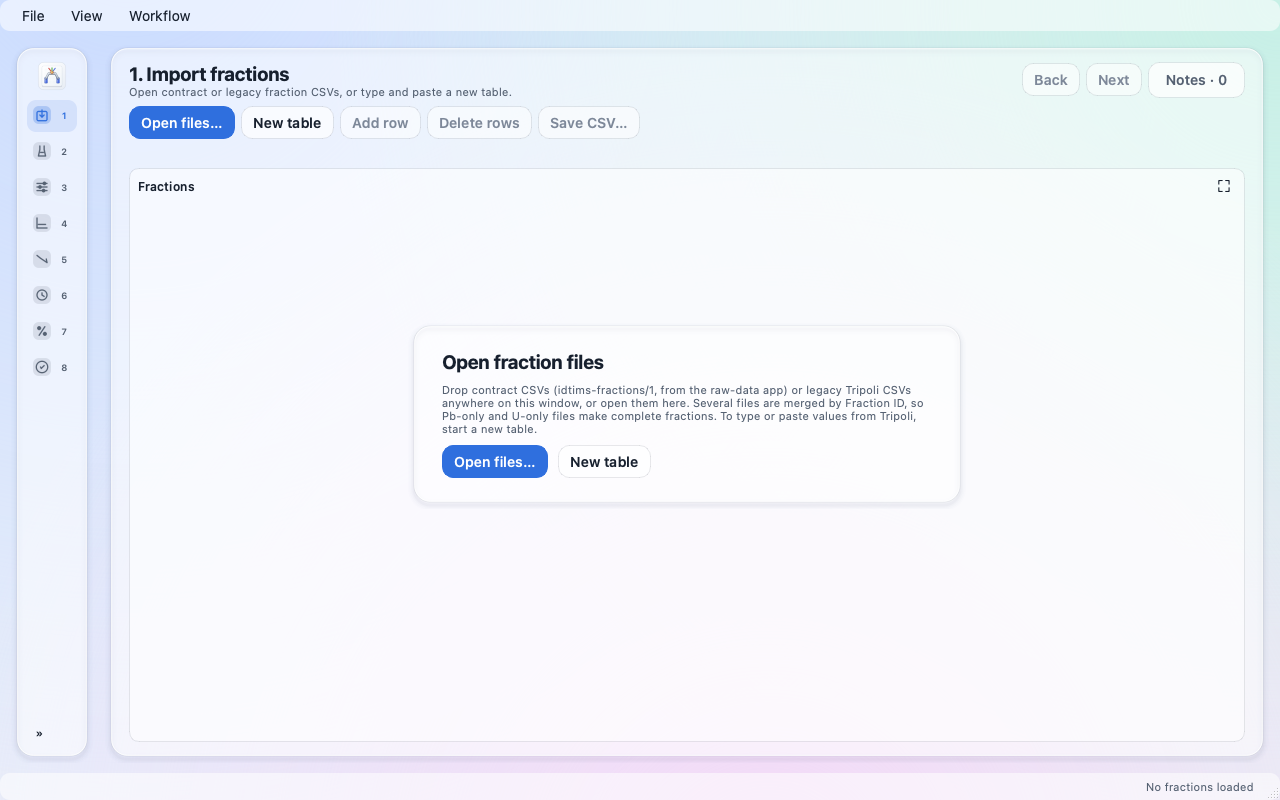 File View Workflow
1. Import fractions
Open contract or legacy fraction CSVs, or type and paste a new table.
Back Next Notes · 0
Open files... New table Add row Delete rows Save CSV...
1
2
3
4
5
6
7
8
»
Fractions
Open fraction files
Drop contract CSVs (idtims-fractions/1, from the raw-data app) or legacy Tripoli CSVs
anywhere on this window, or open them here. Several files are merged by Fraction ID, so
Pb-only and U-only files make complete fractions. To type or paste values from Tripoli,
start a new table.
Open files... New table
No fractions loaded